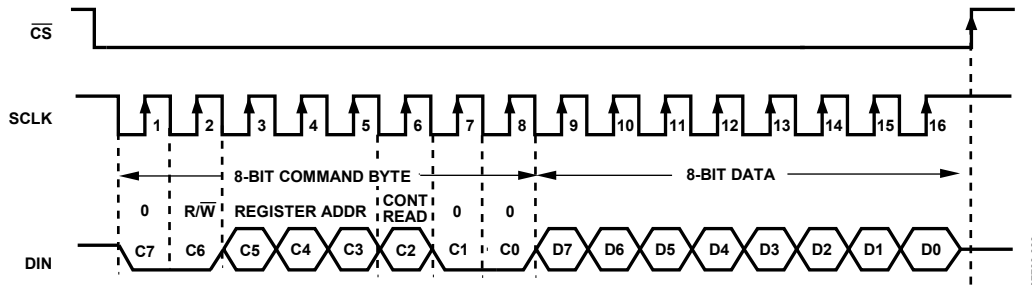 CS
SCLK
1 2 3 4 5 6 7 8 9 10 11 12 13 14 15 16
8-BIT COMMAND BYTE 8-BIT DATA
0 R/W REGISTER ADDR CONT READ 0 0
DIN C7 C6 C5 C4 C3 C2 C1 C0 D7 D6 D5 D4 D3 D2 D1 D0